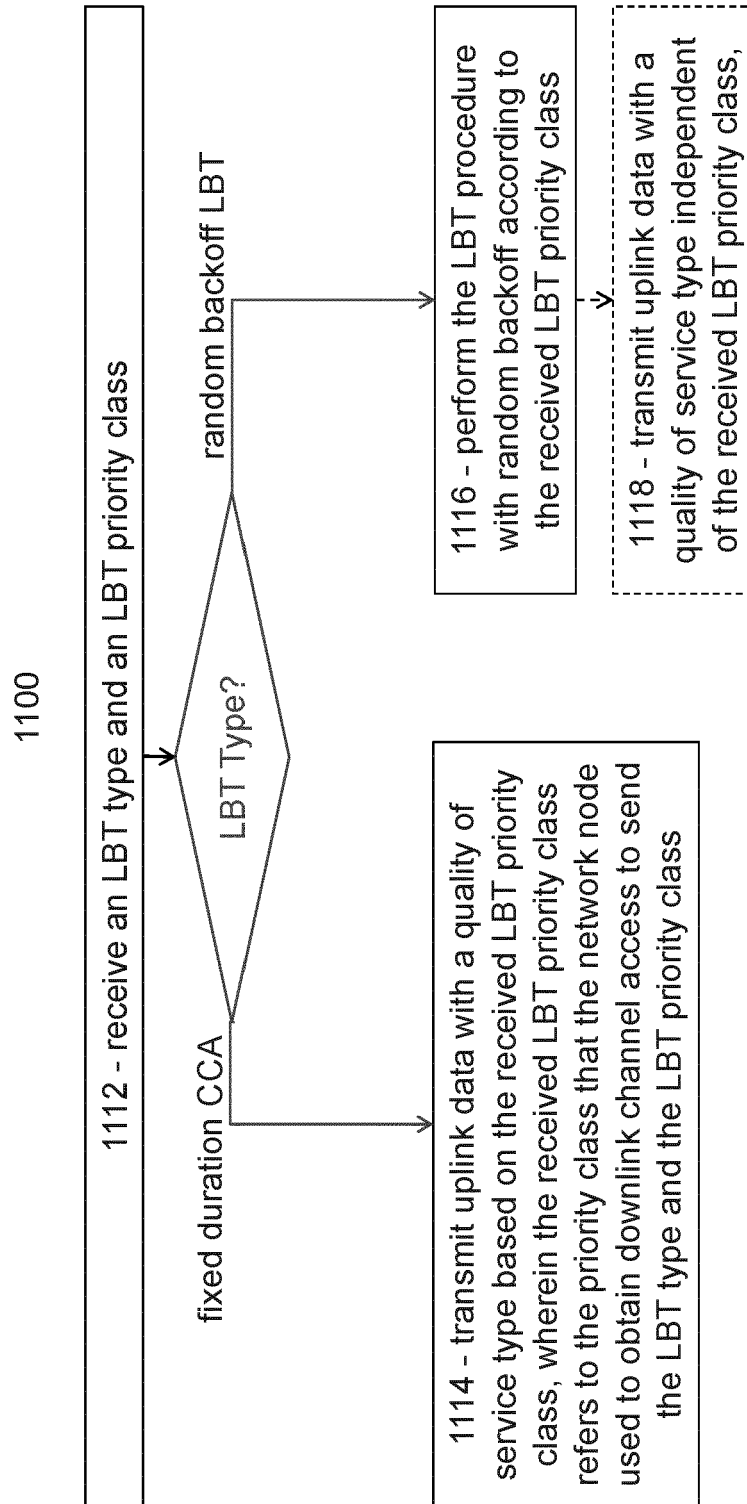 1100
1112 - receive an LBT type and an LBT priority class
LBT Type?
fixed duration CCA
random backoff LBT
1114 - transmit uplink data with a quality of
service type based on the received LBT priority
class, wherein the received LBT priority class
refers to the priority class that the network node
used to obtain downlink channel access to send
the LBT type and the LBT priority class
1116 - perform the LBT procedure
with random backoff according to
the received LBT priority class
1118 - transmit uplink data with a
quality of service type independent
of the received LBT priority class,